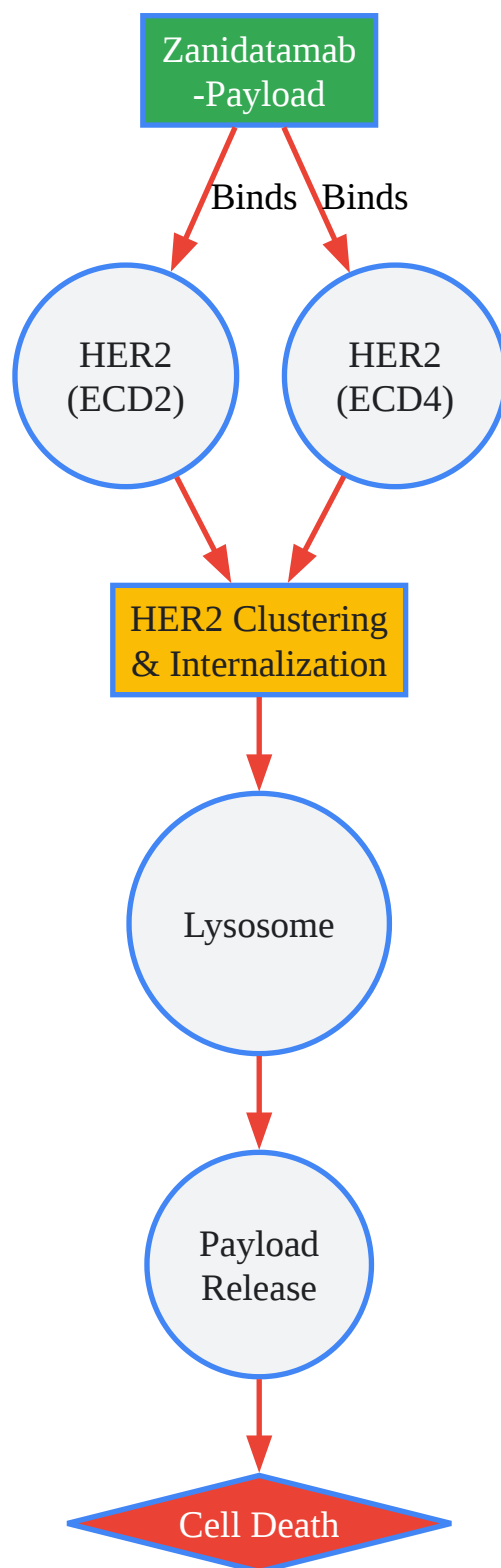 Zanidatamab
-Payload
Binds
Binds
HER2
(ECD2)
HER2
(ECD4)
HER2 Clustering
& Internalization
Lysosome
Payload
Release
Cell Death